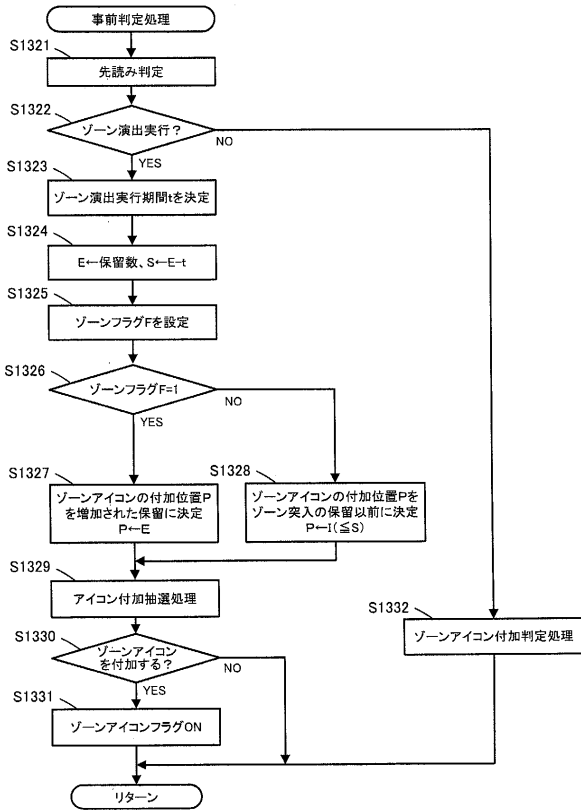 事前判定処理
S1321
先読み判定
S1322
ゾーン演出実行?
NO
YES
S1323
ゾーン演出実行期間tを決定
S1324
E←保留数、S←E-t
S1325
ゾーンフラグFを設定
S1326
ゾーンフラグF=1
NO
YES
S1327
ゾーンアイコンの付加位置P
を増加された保留に決定
P←E
S1328
ゾーンアイコンの付加位置Pを
ゾーン突入の保留以前に決定
P←I(≦S)
S1329
アイコン付加抽選処理
S1330
ゾーンアイコン
を付加する?
NO
YES
S1331
ゾーンアイコンフラグON
S1332
ゾーンアイコン付加判定処理
リターン